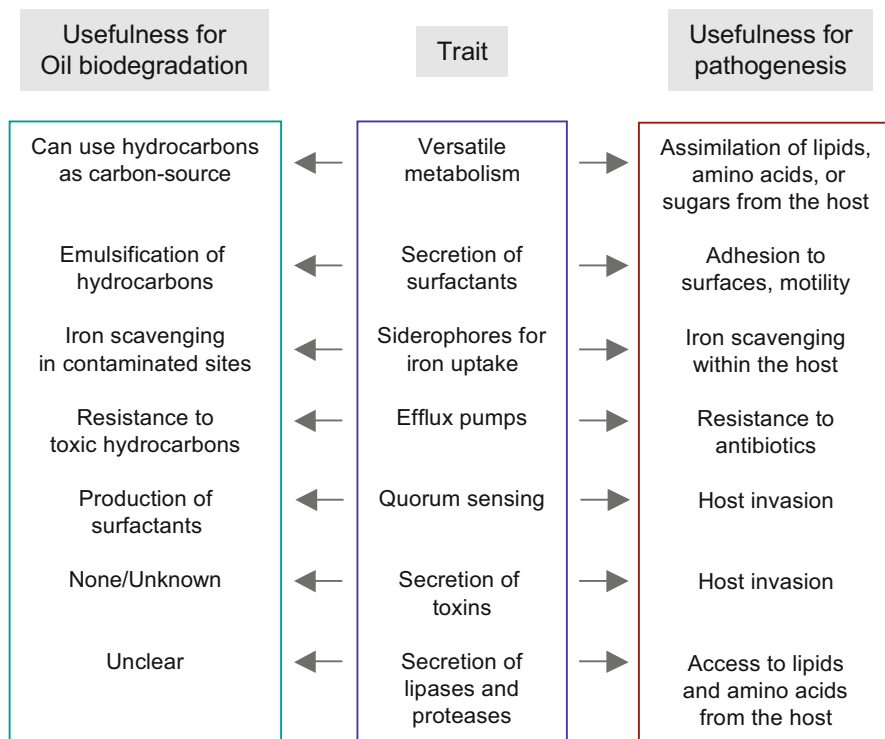 Usefulness for
Oil biodegradation
Trait
Usefulness for
pathogenesis
Can use hydrocarbons
as carbon-source
Versatile
metabolism
Assimilation of lipids,
amino acids, or
sugars from the host
Emulsification of
hydrocarbons
Secretion of
surfactants
Adhesion to
surfaces, motility
Iron scavenging
in contaminated sites
Siderophores for
iron uptake
Iron scavenging
within the host
Resistance to
toxic hydrocarbons
Efflux pumps
Resistance to
antibiotics
Production of
surfactants
Quorum sensing
Host invasion
None/Unknown
Secretion of
toxins
Host invasion
Unclear
Secretion of
lipases and
proteases
Access to lipids
and amino acids
from the host